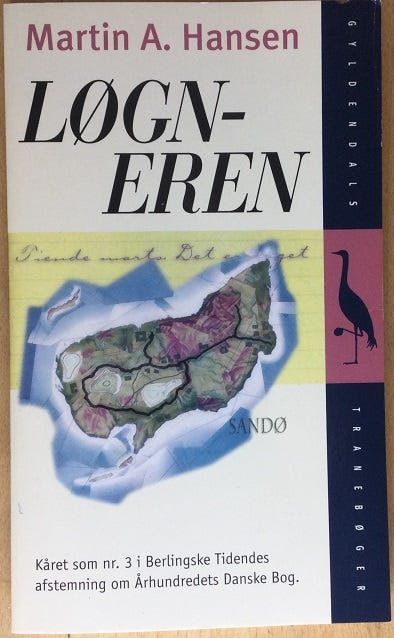 Martin A. Hansen
LØGN-
EREN
GYLDENDALS
Tiende marts. Det e get
SANDØ
TRANEBØGER
Kåret som nr. 3 i Berlingske Tidendes
afstemning om Århundredets Danske Bog.